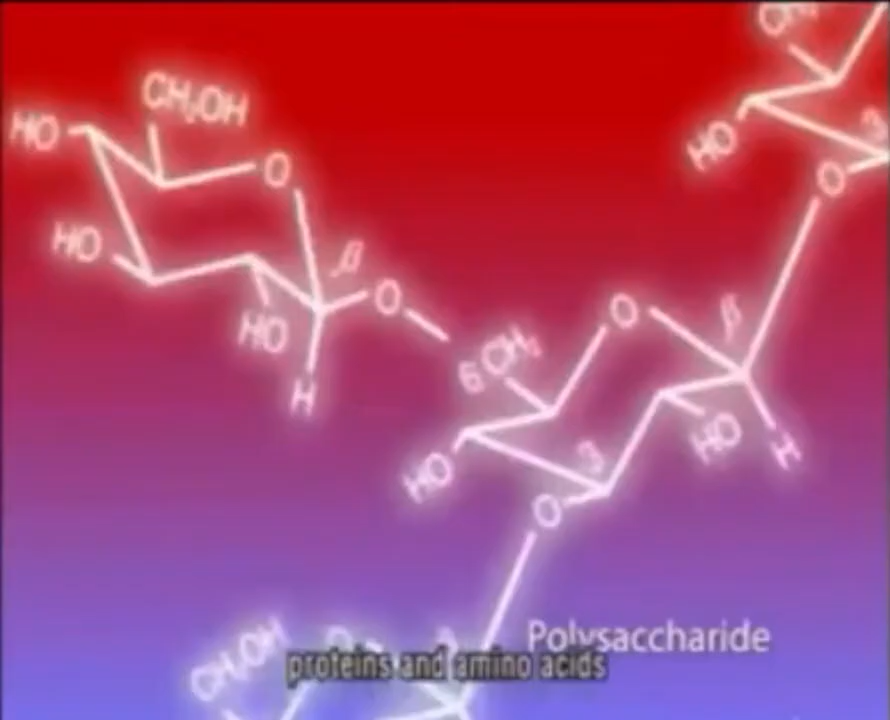 CH₂OH
HO
O
HO
β
O
HO
H
HO
3
O
O
β
6 CH₂
HO
3
HO
H
O
Polysaccharide
CH₂OH
proteins and amino acids